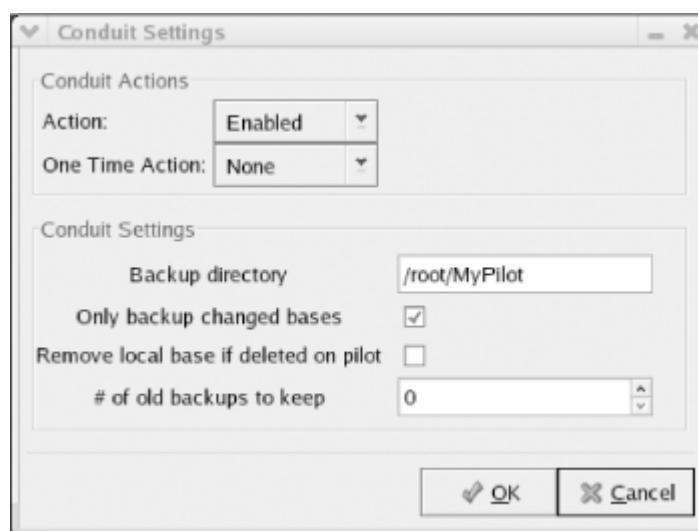 Conduit Settings
Conduit Actions
Action: Enabled
One Time Action: None
Conduit Settings
Backup directory /root/MyPilot
Only backup changed bases
Remove local base if deleted on pilot
# of old backups to keep 0
OK Cancel